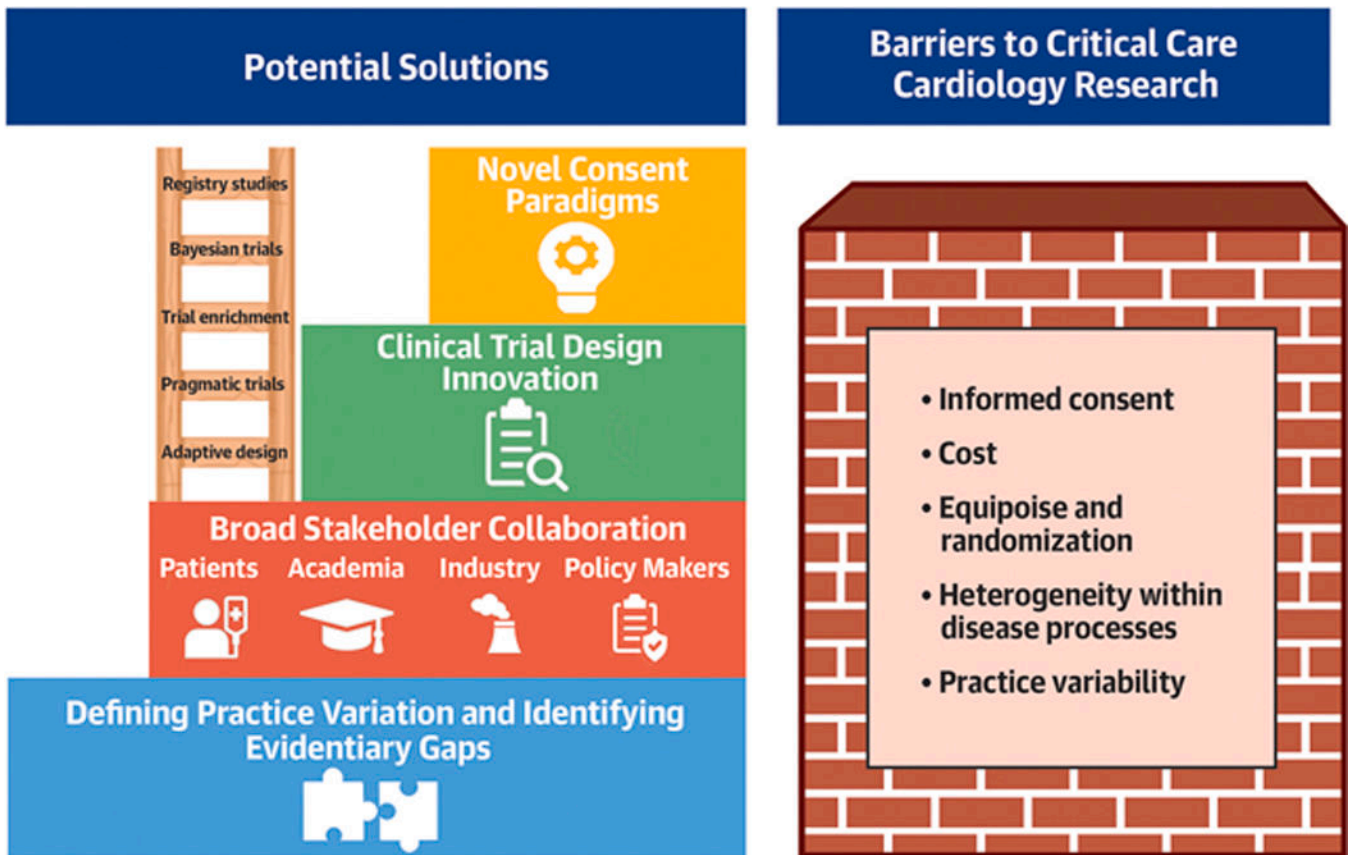 Potential Solutions
Registry studies
Bayesian trials
Trial enrichment
Pragmatic trials
Adaptive design
Novel Consent
Paradigms
Clinical Trial Design
Innovation
Broad Stakeholder Collaboration
Patients Academia Industry Policy Makers
Defining Practice Variation and Identifying
Evidentiary Gaps
Barriers to Critical Care
Cardiology Research
• Informed consent
• Cost
• Equipoise and
randomization
• Heterogeneity within
disease processes
• Practice variability